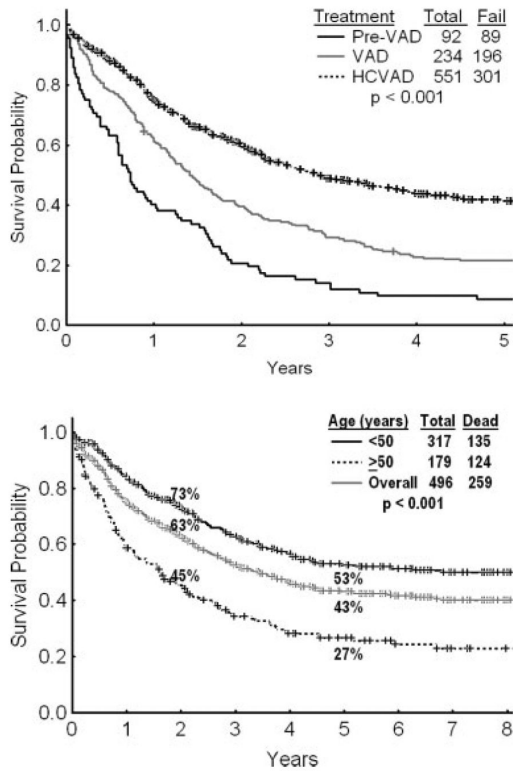 Treatment Total Fail
Pre-VAD 92 89
VAD 234 196
HCVAD 551 301
p < 0.001
Survival Probability
1.0
0.8
0.6
0.4
0.2
0.0
0 1 2 3 4 5
Years
Age (years) Total Dead
<50 317 135
≥50 179 124
Overall 496 259
p < 0.001
Survival Probability
1.0
0.8
0.6
0.4
0.2
0.0
73%
63%
45%
53%
43%
27%
0 1 2 3 4 5 6 7 8
Years